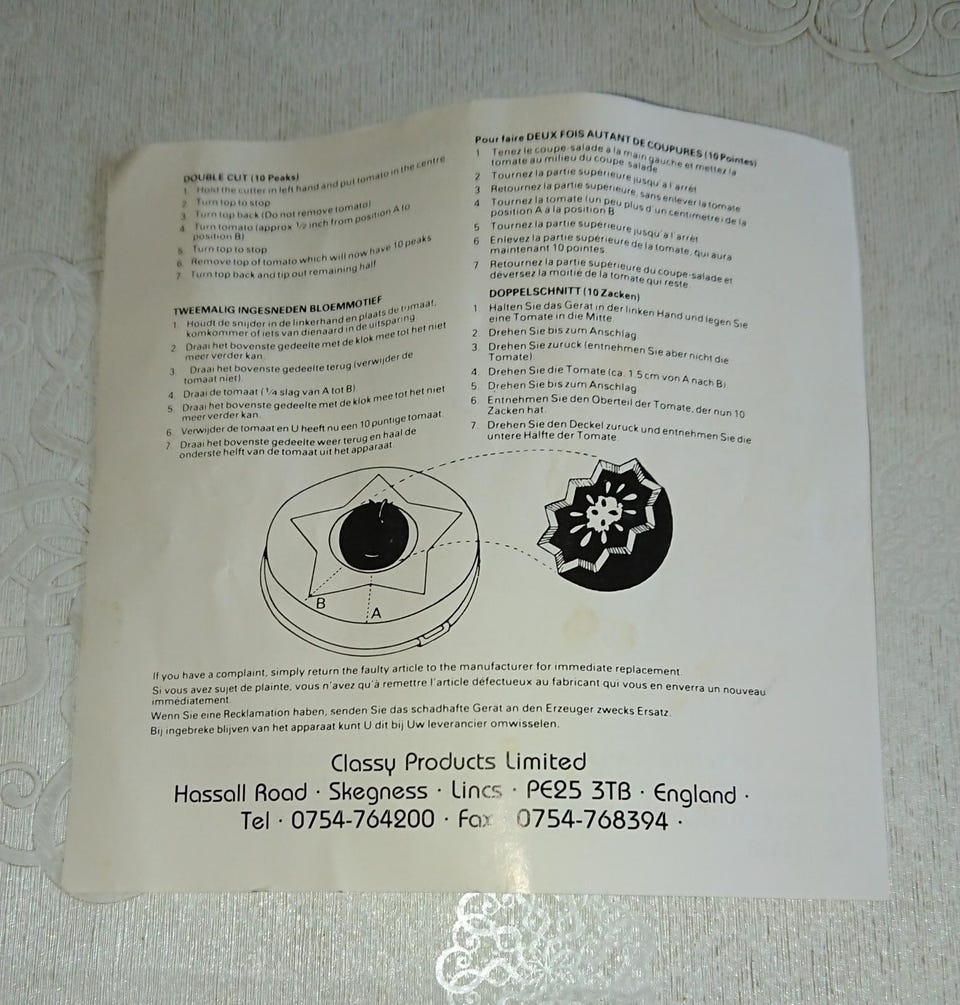 DOUBLE CUT (10 Peaks)
1. Hold the cutter in left hand and put tomato in the centre
2. Turn top to stop
3. Turn top back (Do not remove tomato)
4. Turn tomato (approx ½ inch from position A to
position B)
5. Turn top to stop
6. Remove top of tomato which will now have 10 peaks
7. Turn top back and tip out remaining half
TWEEMALIG INGESNEDEN BLOEMMOTIEF
1. Houdt de snijder in de linkerhand en plaats de tomaat,
komkommer of iets van dienaard in de uitsparing.
2. Draai het bovenste gedeelte met de klok mee tot het niet
meer verder kan.
3. Draai het bovenste gedeelte terug (verwijder de
tomaat niet).
4. Draai de tomaat (¼ slag van A tot B).
5. Draai het bovenste gedeelte met de klok mee tot het niet
meer verder kan.
6. Verwijder de tomaat en U heeft nu een 10 puntige tomaat.
7. Draai het bovenste gedeelte weer terug en haal de
onderste helft van de tomaat uit het apparaat.
Pour faire DEUX FOIS AUTANT DE COUPURES (10 Pointes)
1 Tenez le coupe-salade a la main gauche et mettez la
tomate au milieu du coupe salade
2 Tournez la partie supérieure jusqu'a l'arrêt
3 Retournez la partie supérieure, sans enlever la tomate
4 Tournez la tomate (un peu plus d'un centimetre) de la
position A à la position B
5 Tournez la partie supérieure jusqu'à l'arrêt
6 Enlevez la partie supérieure de la tomate, qui aura
maintenant 10 pointes
7 Retournez la partie supérieure du coupe-salade et
déversez la moitie de la tomate qui reste.
DOPPELSCHNITT (10 Zacken)
1 Halten Sie das Gerät in der linken Hand und legen Sie
eine Tomate in die Mitte.
2. Drehen Sie bis zum Anschlag.
3. Drehen Sie zuruck (entnehmen Sie aber nicht die
Tomate).
4. Drehen Sie die Tomate (ca. 1.5cm von A nach B)
5. Drehen Sie bis zum Anschlag
6. Entnehmen Sie den Oberteil der Tomate, der nun 10
Zacken hat.
7. Drehen Sie den Deckel zuruck und entnehmen Sie die
untere Halfte der Tomate.
B
A
If you have a complaint, simply return the faulty article to the manufacturer for immediate replacement.
Si vous avez sujet de plainte, vous n'avez qu'à remettre l'article défectueux au fabricant qui vous en enverra un nouveau
immediatement.
Wenn Sie eine Recklamation haben, senden Sie das schadhafte Gerat an den Erzeuger zwecks Ersatz.
Bij ingebreke blijven van het apparaat kunt U dit bij Uw leverancier omwisselen.
Classy Products Limited
Hassall Road · Skegness · Lincs · PE25 3TB · England ·
Tel · 0754-764200 · Fax 0754-768394 ·